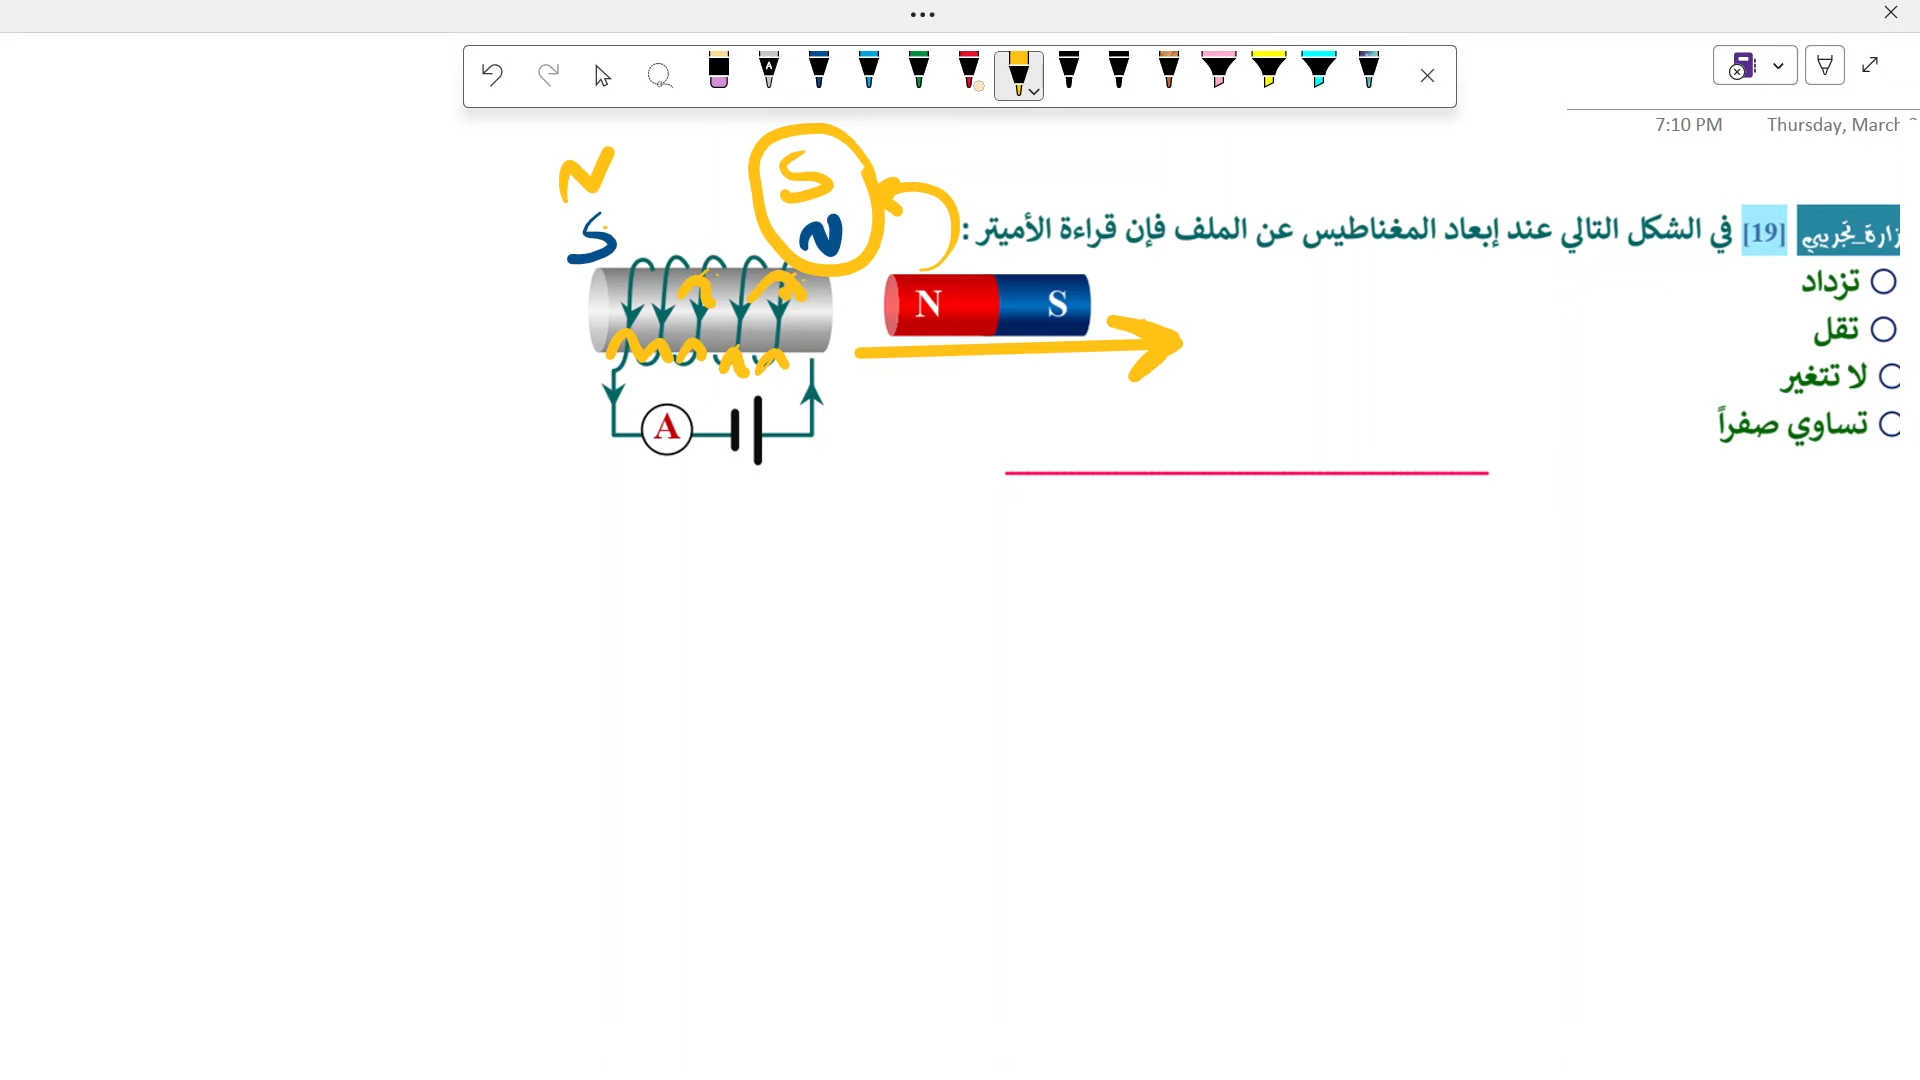 7:10 PM Thursday, March
N
S
S
N
[19] في الشكل التالي عند إبعاد المغناطيس عن الملف فإن قراءة الأميتر :
N S
تزداد
تقل
لا تتغير
تساوي صفراً
A